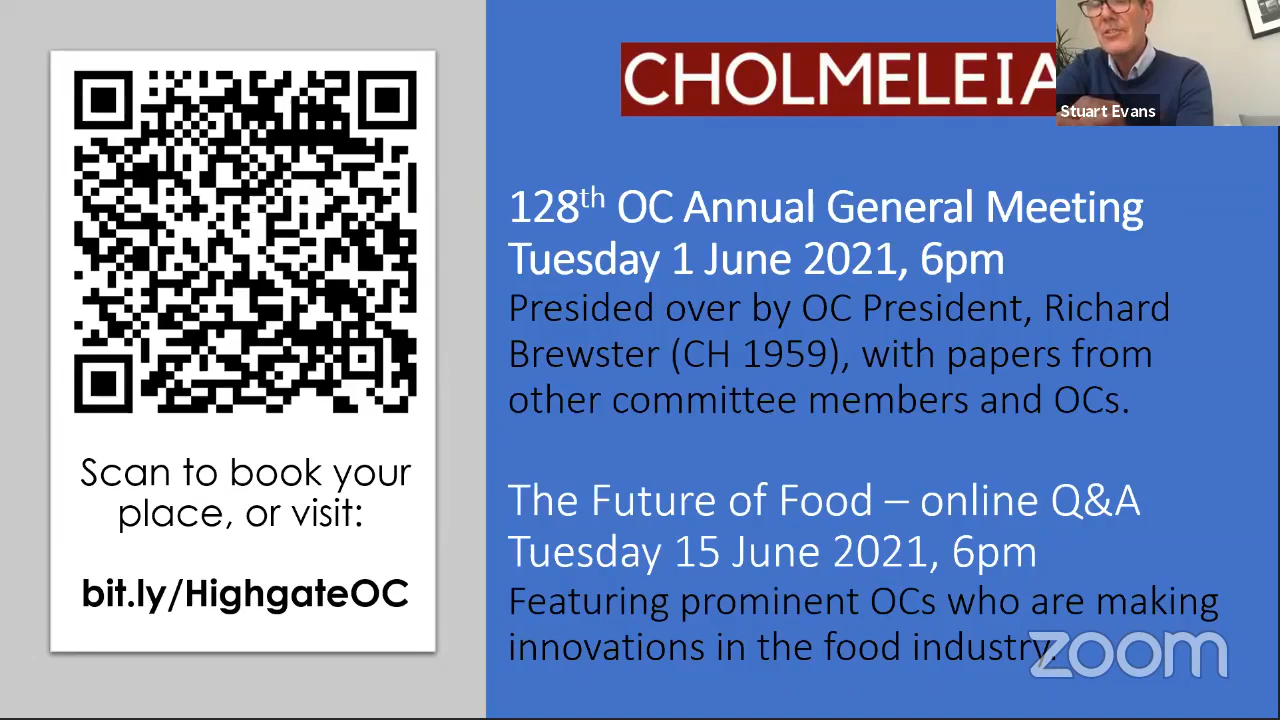 CHOLMELEIA
Stuart Evans
128th OC Annual General Meeting
Tuesday 1 June 2021, 6pm
Presided over by OC President, Richard
Brewster (CH 1959), with papers from
other committee members and OCs.
The Future of Food – online Q&A
Tuesday 15 June 2021, 6pm
Featuring prominent OCs who are making
innovations in the food industry.
Scan to book your
place, or visit:
bit.ly/HighgateOC
zoom